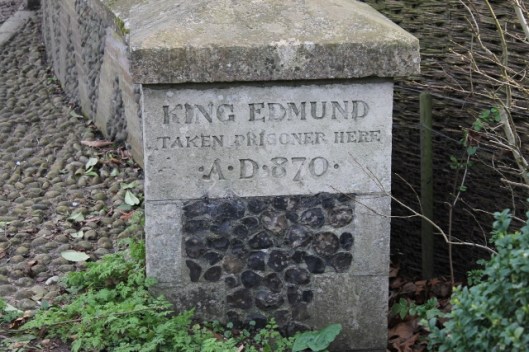 KING EDMUND
TAKEN PRISONER HERE
·A·D·870·